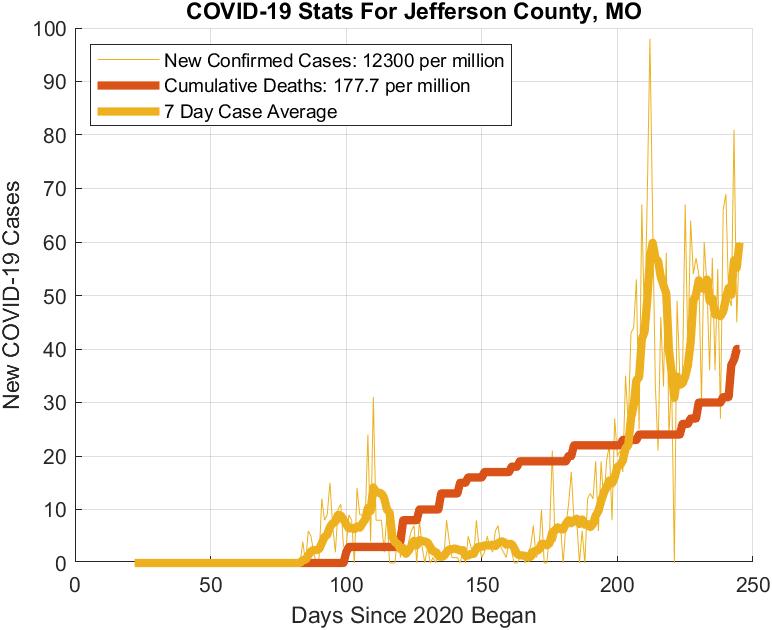 COVID-19 Stats For Jefferson County, MO
New Confirmed Cases: 12300 per million
Cumulative Deaths: 177.7 per million
7 Day Case Average
New COVID-19 Cases
100
90
80
70
60
50
40
30
20
10
0
0 50 100 150 200 250
Days Since 2020 Began